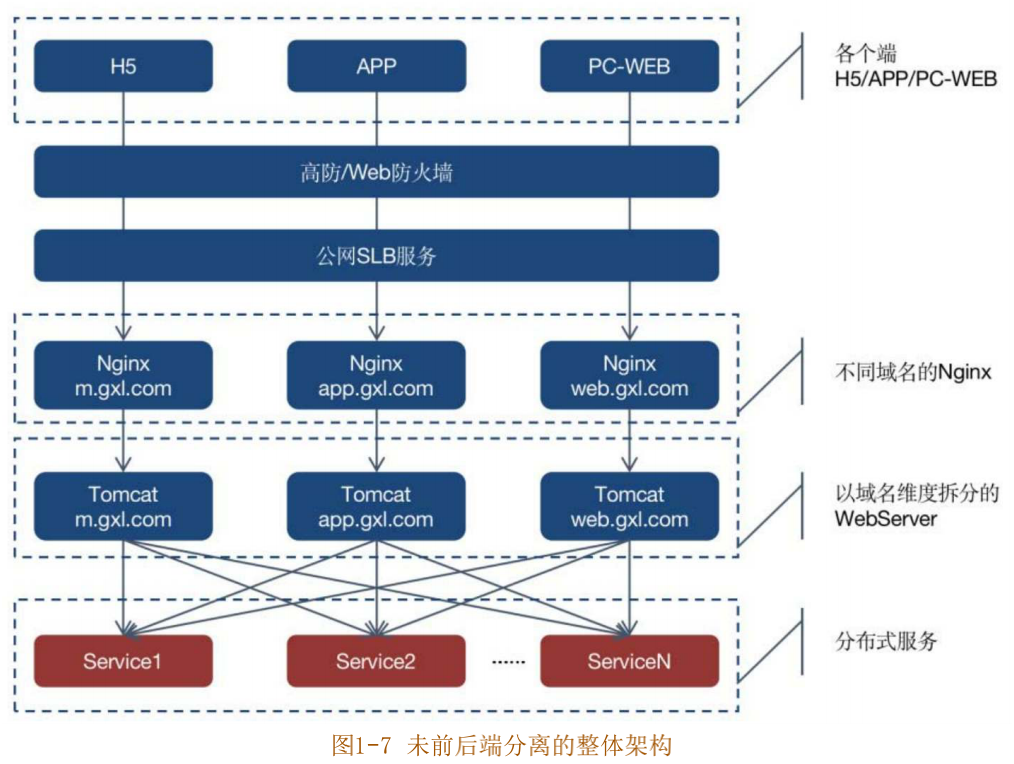 H5
APP
PC-WEB
各个端
H5/APP/PC-WEB
高防/Web防火墙
公网SLB服务
Nginx
m.gxl.com
Nginx
app.gxl.com
Nginx
web.gxl.com
不同域名的Nginx
Tomcat
m.gxl.com
Tomcat
app.gxl.com
Tomcat
web.gxl.com
以域名维度拆分的
WebServer
Service1
Service2
......
ServiceN
分布式服务
图1-7 未前后端分离的整体架构